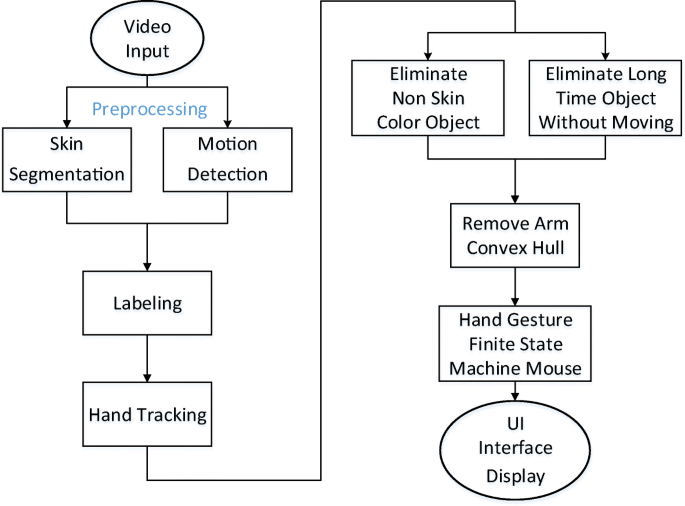 Video
Input
Preprocessing
Skin
Segmentation
Motion
Detection
Labeling
Hand Tracking
Eliminate
Non Skin
Color Object
Eliminate Long
Time Object
Without Moving
Remove Arm
Convex Hull
Hand Gesture
Finite State
Machine Mouse
UI
Interface
Display